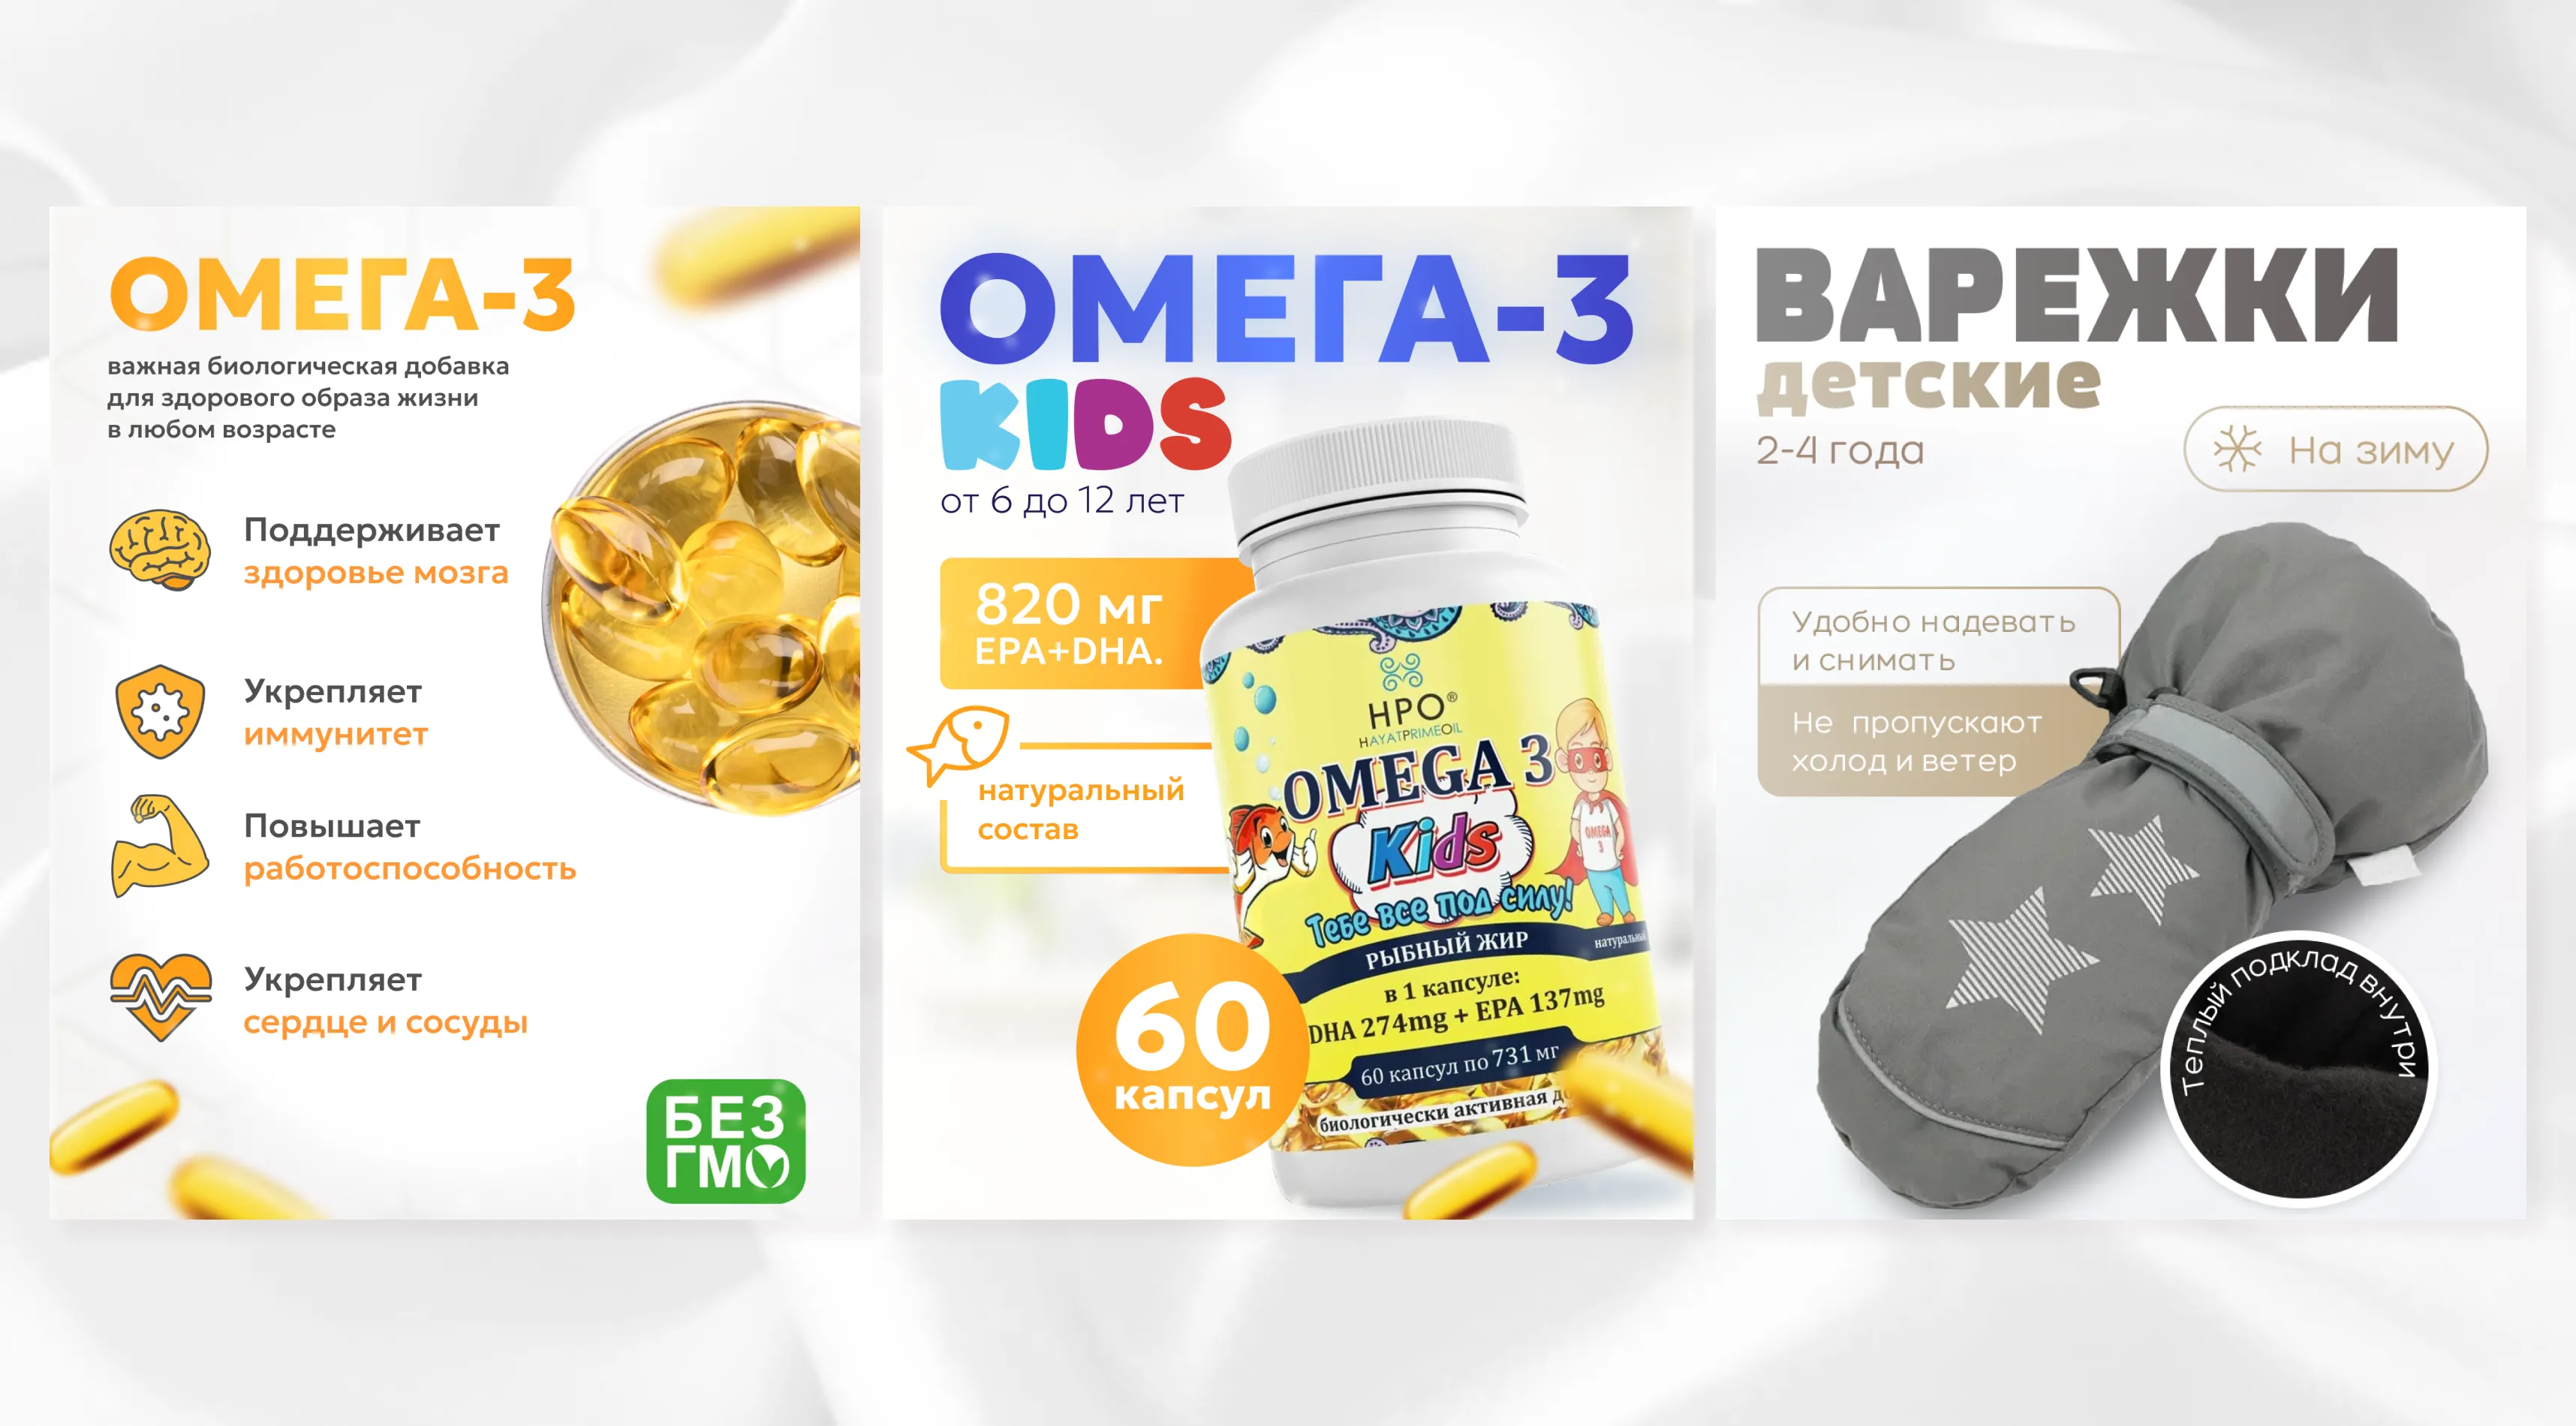 ОМЕГА-3
важная биологическая добавка
для здорового образа жизни
в любом возрасте
Поддерживает
здоровье мозга
Укрепляет
иммунитет
Повышает
работоспособность
Укрепляет
сердце и сосуды
БЕЗ
ГМО
ОМЕГА-3
KIDS
от 6 до 12 лет
820 мг
EPA+DHA.
натуральный
состав
60
капсул
HPO®
HAYATPRIMEOIL
OMEGA 3
Kids
Тебе все под силу!
OMEGA
3
РЫБНЫЙ ЖИР
в 1 капсуле:
DHA 274mg + EPA 137mg
60 капсул по 731 мг
биологически активная
ВАРЕЖКИ
детские
2-4 года
На зиму
Удобно надевать
и снимать
Не пропускают
холод и ветер
Теплый подклад внутри